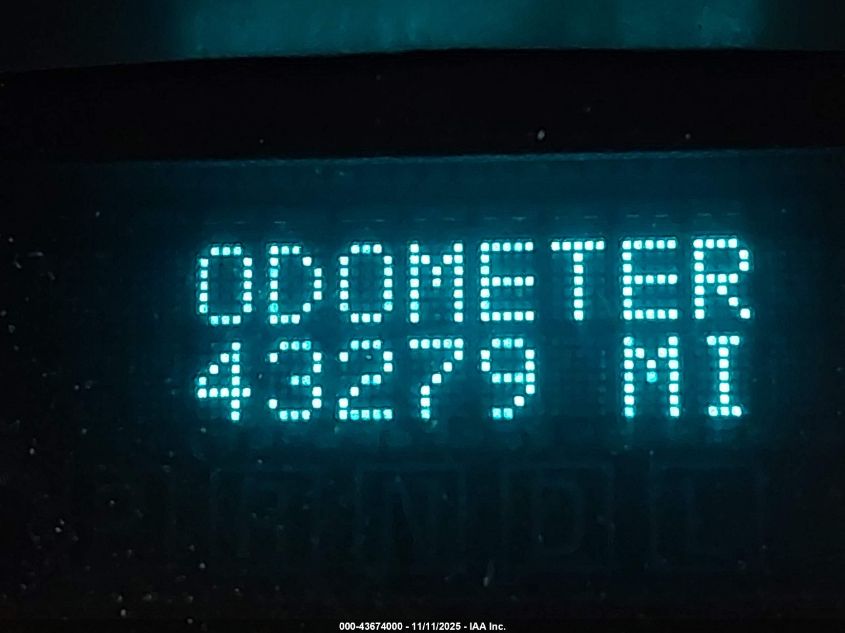 ODOMETER
43279 MI
R N D L
000-43674000 - 11/11/2025 - IAA Inc.